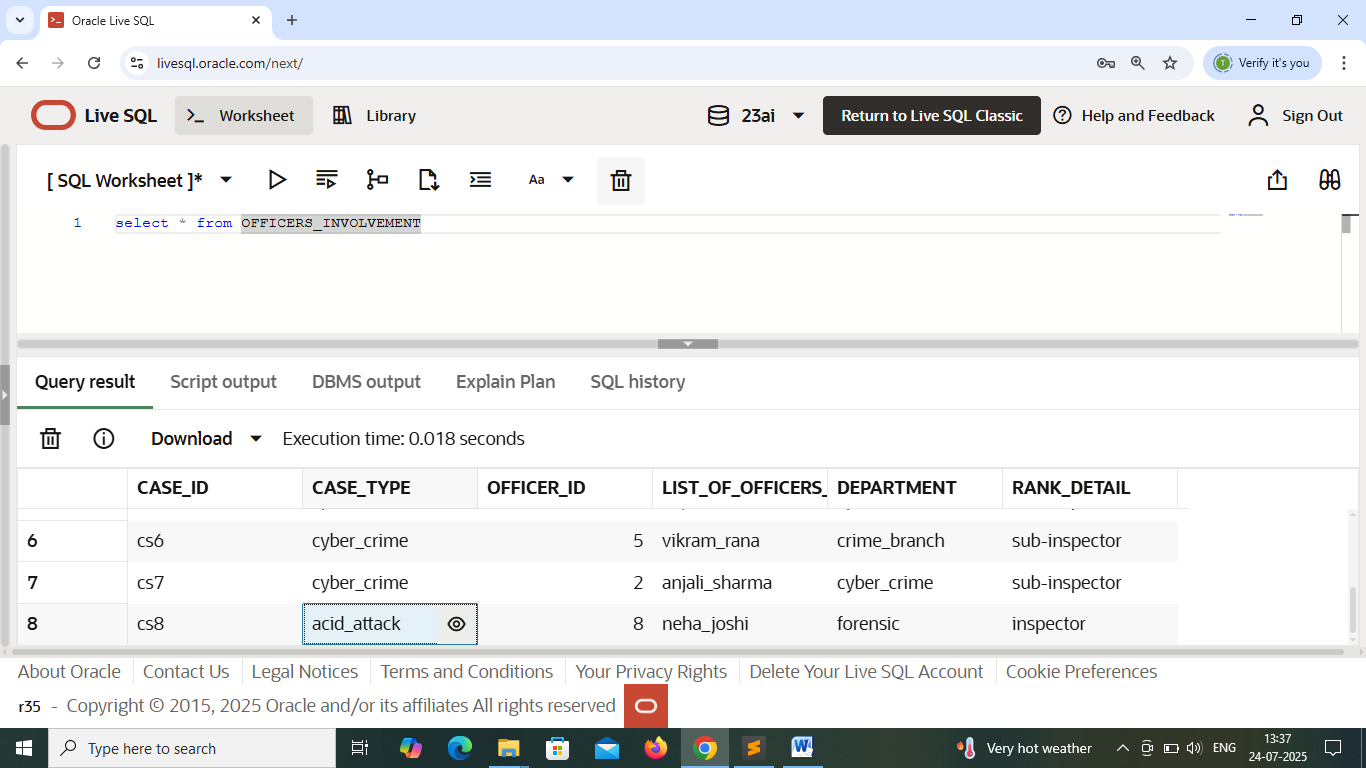 Oracle Live SQL
livesql.oracle.com/next/
T Verify it's you
Live SQL Worksheet Library 23ai Return to Live SQL Classic Help and Feedback Sign Out
[ SQL Worksheet ]* Aa
1 select * from OFFICERS_INVOLVEMENT
Query result Script output DBMS output Explain Plan SQL history
Download Execution time: 0.018 seconds
CASE_ID CASE_TYPE OFFICER_ID LIST_OF_OFFICERS_ DEPARTMENT RANK_DETAIL
6 cs6 cyber_crime 5 vikram_rana crime_branch sub-inspector
7 cs7 cyber_crime 2 anjali_sharma cyber_crime sub-inspector
8 cs8 acid_attack 8 neha_joshi forensic inspector
About Oracle Contact Us Legal Notices Terms and Conditions Your Privacy Rights Delete Your Live SQL Account Cookie Preferences
r35 - Copyright © 2015, 2025 Oracle and/or its affiliates All rights reserved
Type here to search Very hot weather ENG 13:37
24-07-2025